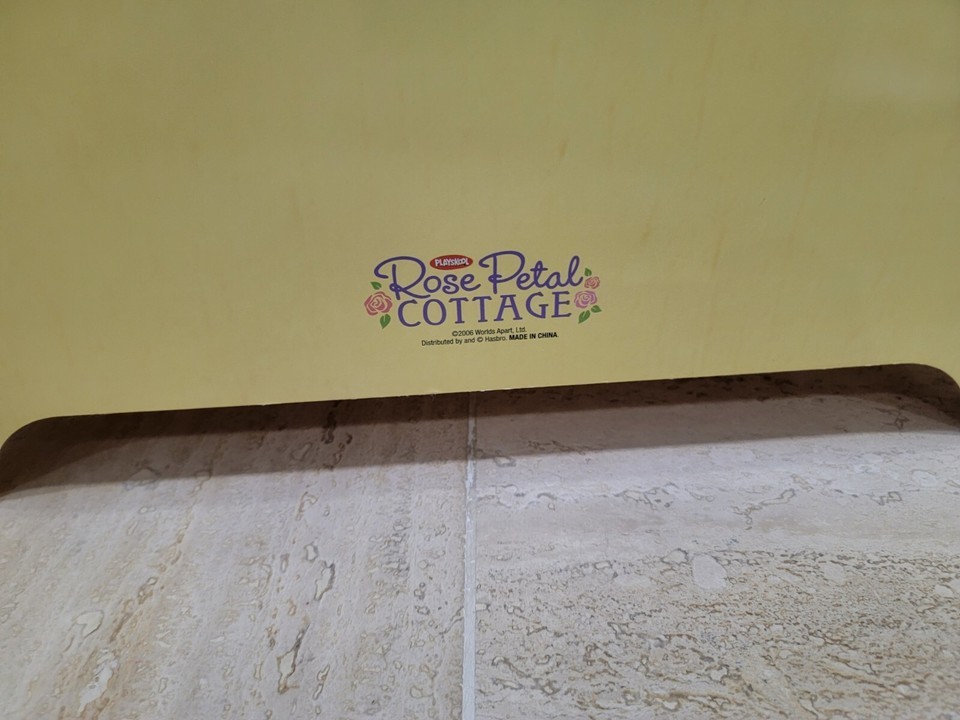 PLAYSKOOL
Rose Petal
COTTAGE
©2006 Worlds Apart, Ltd.
Distributed by and © Hasbro. MADE IN CHINA.